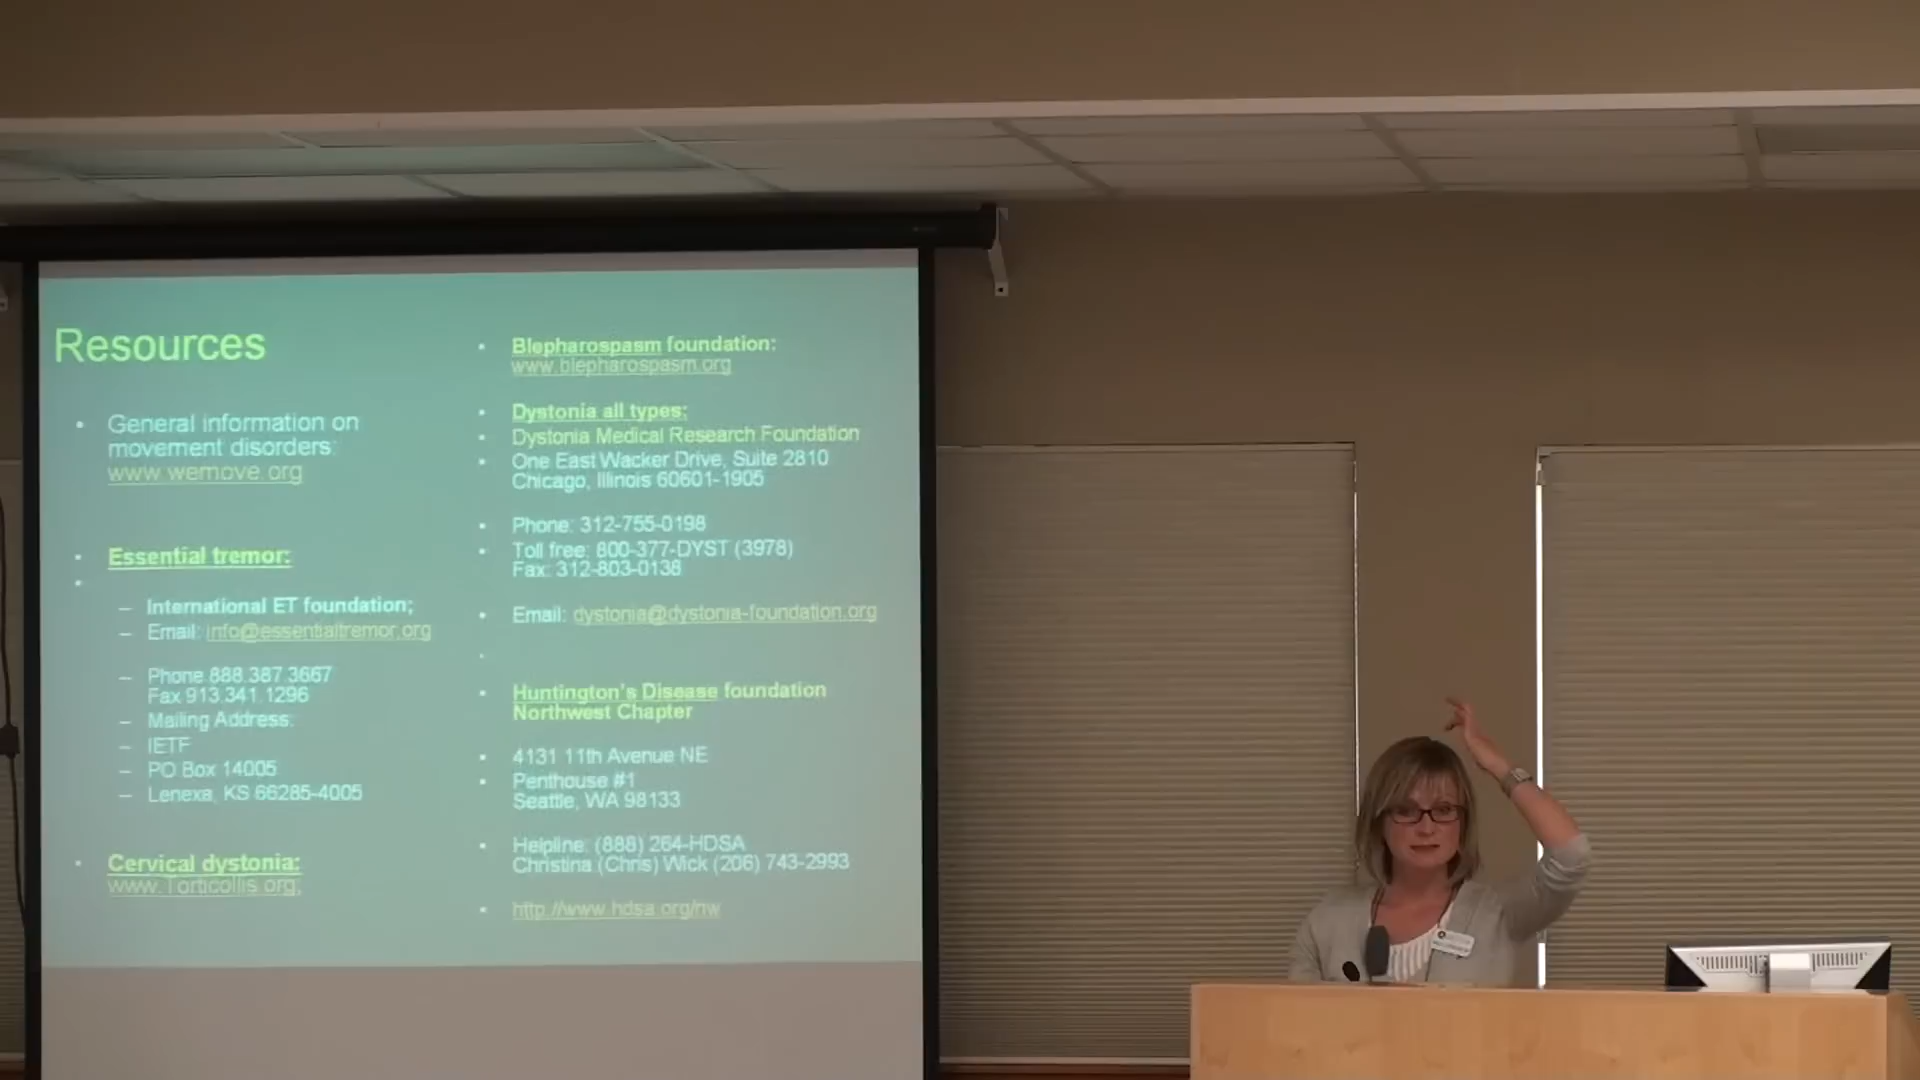 Resources
General information on
movement disorders:
www.wemove.org
Essential tremor:
International ET foundation;
Email: info@essentialtremor.org
Phone 888.387.3667
Fax 913.341.1296
Mailing Address:
IETF
PO Box 14005
Lenexa, KS 66285-4005
Cervical dystonia:
www.Torticollis.org;
Blepharospasm foundation:
www.blepharospasm.org
Dystonia all types:
Dystonia Medical Research Foundation
One East Wacker Drive, Suite 2810
Chicago, Illinois 60601-1905
Phone: 312-755-0198
Toll free: 800-377-DYST (3978)
Fax: 312-803-0138
Email: dystonia@dystonia-foundation.org
Huntington's Disease foundation
Northwest Chapter
4131 11th Avenue NE
Penthouse #1
Seattle, WA 98133
Helpline: (888) 264-HDSA
Christina (Chris) Wick (206) 743-2993
http://www.hdsa.org/nw